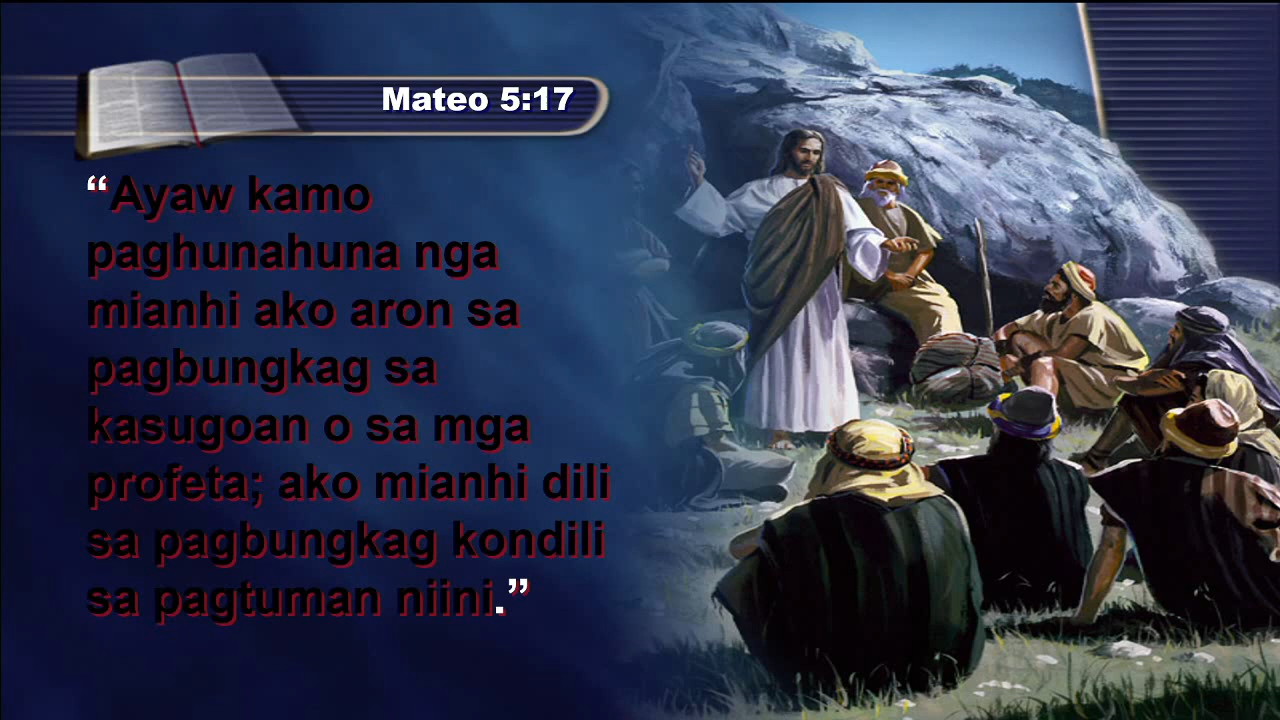 Mateo 5:17
“Ayaw kamo
paghunahuna nga
mianhi ako aron sa
pagbungkag sa
kasugoan o sa mga
profeta; ako mianhi dili
sa pagbungkag kondili
sa pagtuman niini.”